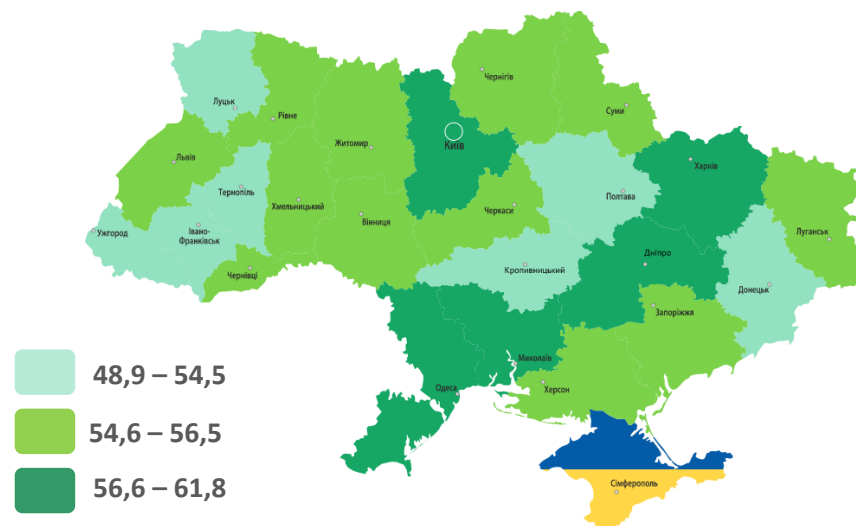 Чернігів
Луцьк
Суми
Рівне
Київ
Житомир
Львів
Харків
Тернопіль
Полтава
Хмельницький
Черкаси
Вінниця
Ужгород
Івано-
Франківськ
Луганськ
Дніпро
Чернівці
Кропивницький
Донецьк
Запоріжжя
Миколаїв
48,9 – 54,5
Одеса
Херсон
54,6 – 56,5
56,6 – 61,8
Сімферополь